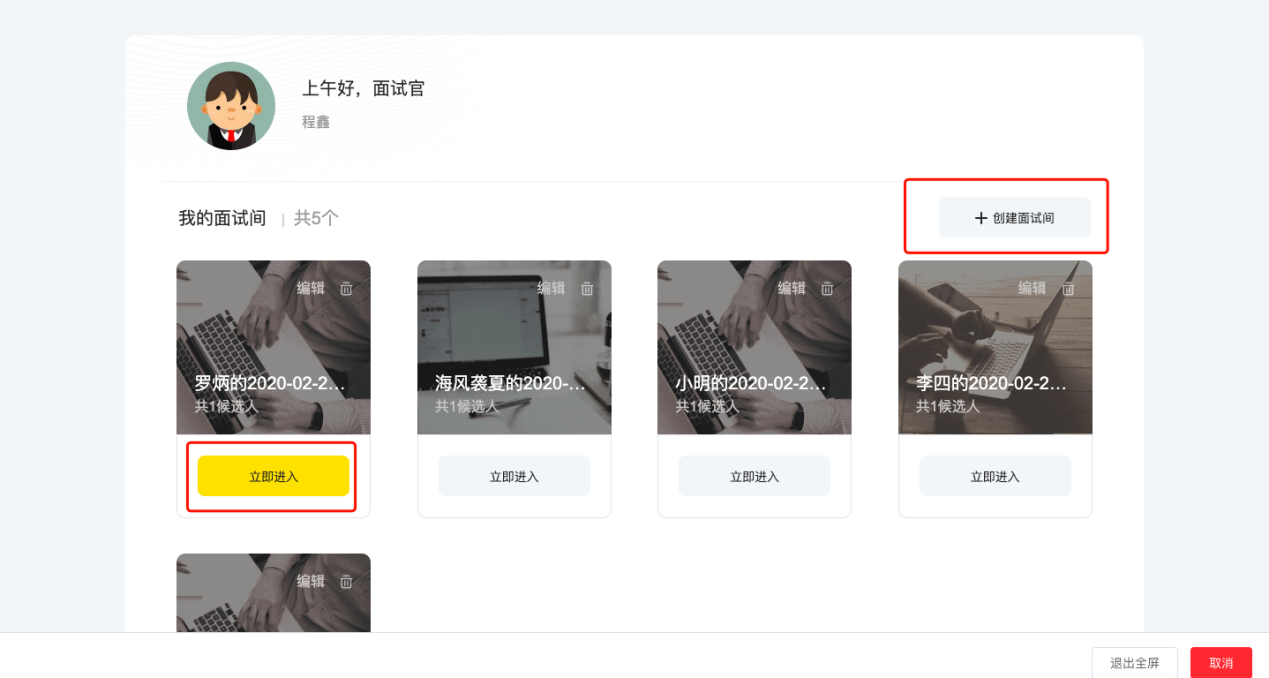 上午好，面试官
程鑫
我的面试间 | 共5个
+ 创建面试间
编辑
编辑
编辑
编辑
罗炳的2020-02-2...
海风袭夏的2020-...
小明的2020-02-2...
李四的2020-02-2...
共1候选人
共1候选人
共1候选人
共1候选人
立即进入
立即进入
立即进入
立即进入
编辑
退出全屏
取消